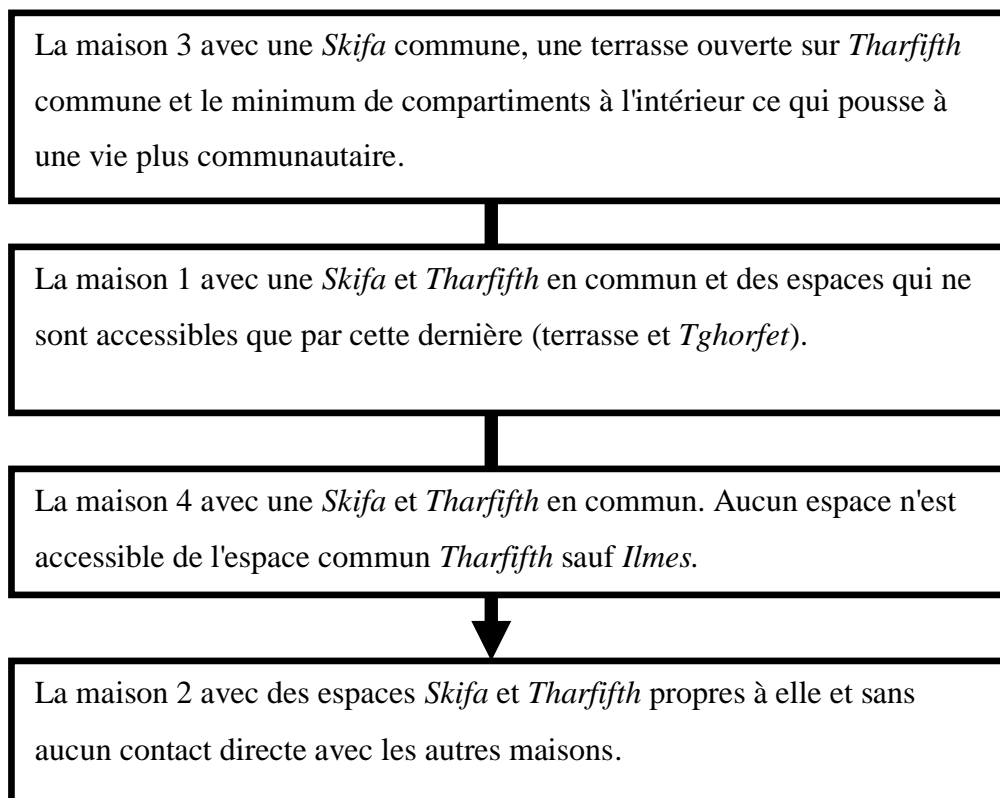 La maison 3 avec une Skifa commune, une terrasse ouverte sur Tharfifth
commune et le minimum de compartiments à l'intérieur ce qui pousse à
une vie plus communautaire.
La maison 1 avec une Skifa et Tharfifth en commun et des espaces qui ne
sont accessibles que par cette dernière (terrasse et Tghorfet).
La maison 4 avec une Skifa et Tharfifth en commun. Aucun espace n'est
accessible de l'espace commun Tharfifth sauf Ilmes.
La maison 2 avec des espaces Skifa et Tharfifth propres à elle et sans
aucun contact directe avec les autres maisons.